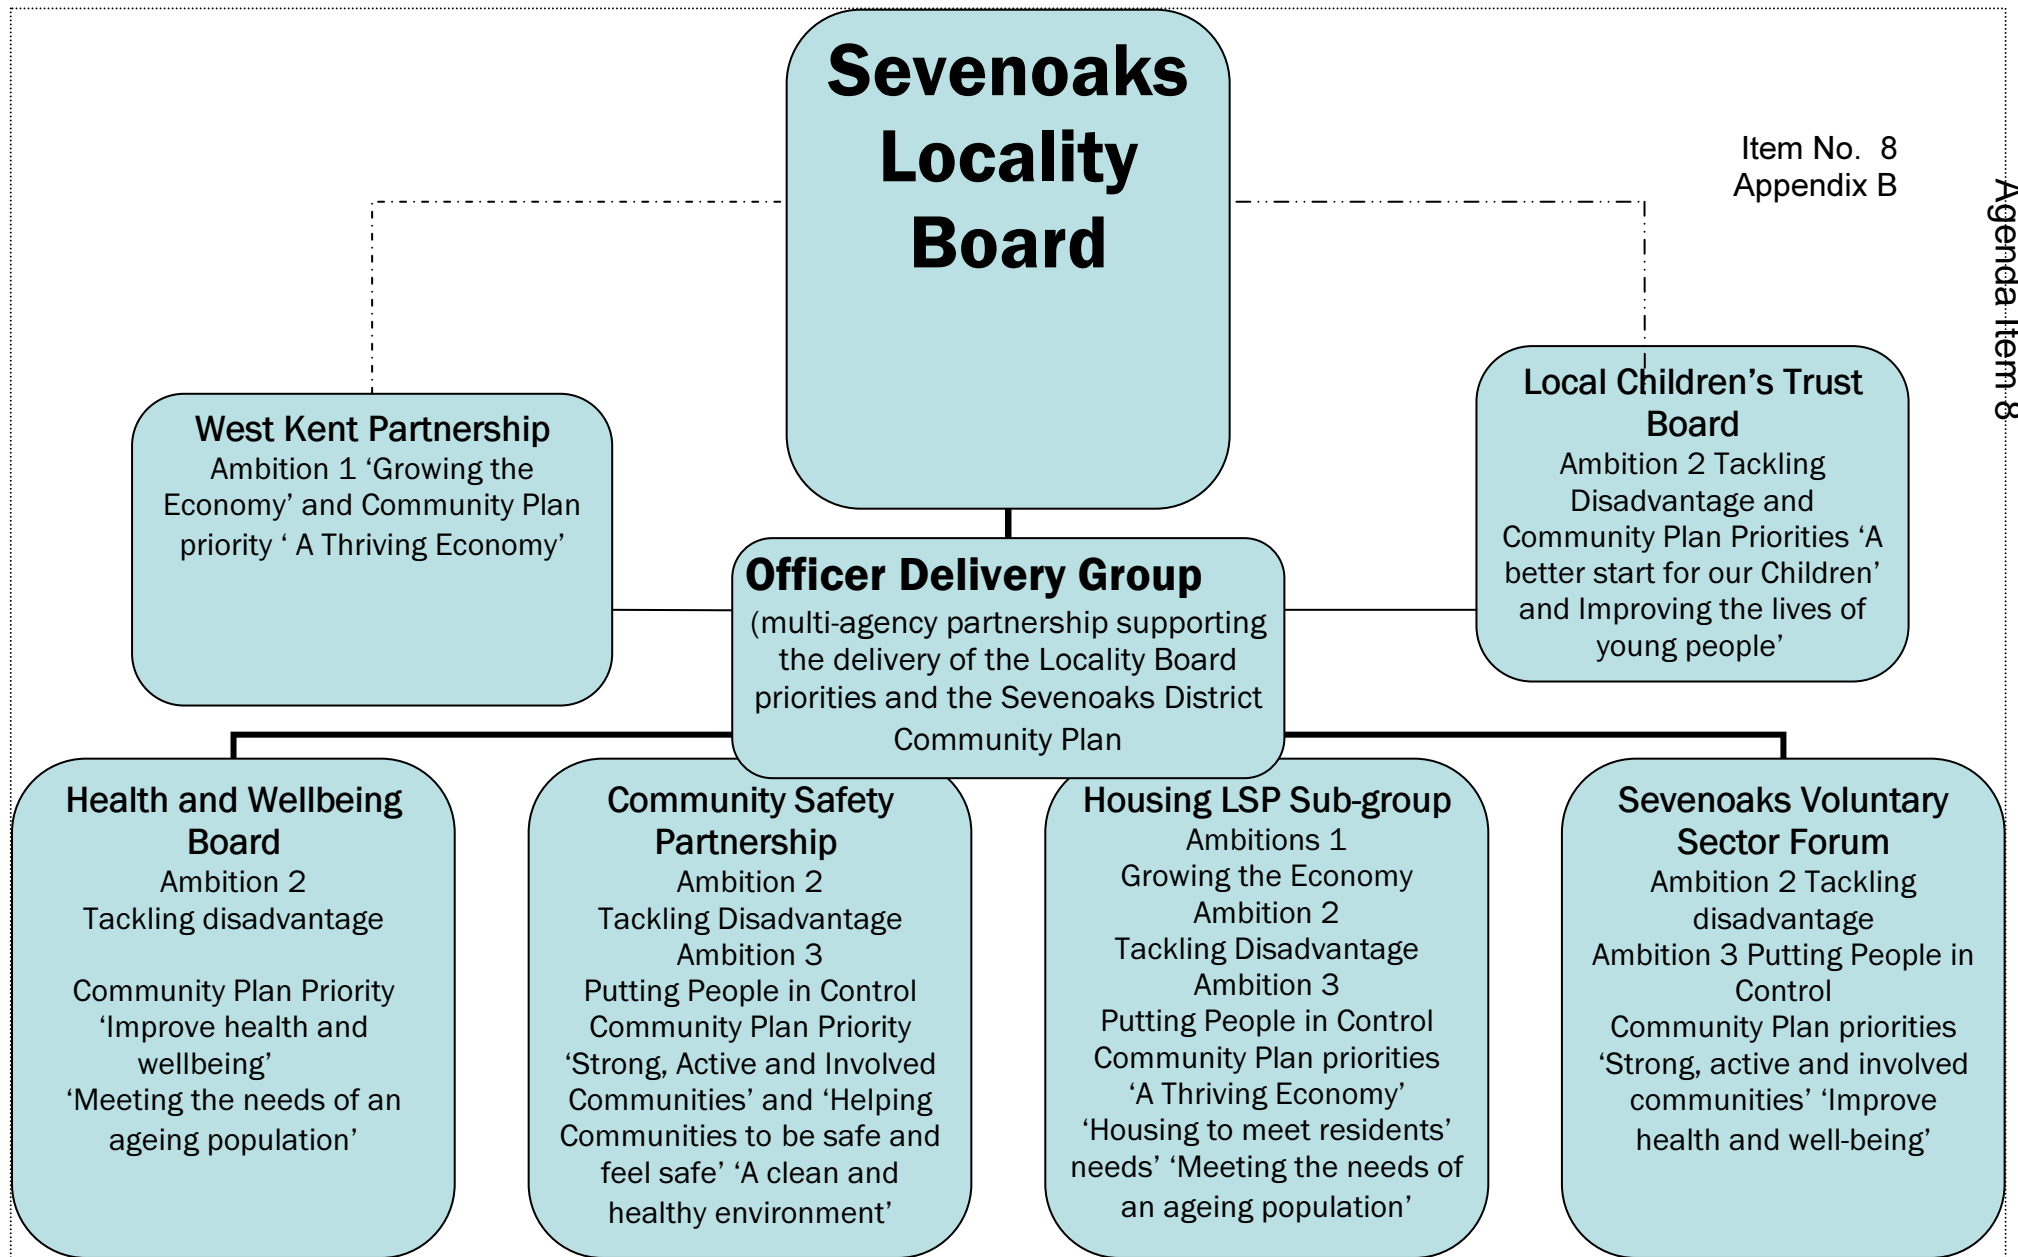 Sevenoaks
Locality
Board
Item No. 8
Appendix B
Agenda Item 8
West Kent Partnership
Ambition 1 ‘Growing the
Economy’ and Community Plan
priority ‘ A Thriving Economy’
Local Children’s Trust
Board
Ambition 2 Tackling
Disadvantage and
Community Plan Priorities ‘A
better start for our Children’
and Improving the lives of
young people’
Officer Delivery Group
(multi-agency partnership supporting
the delivery of the Locality Board
priorities and the Sevenoaks District
Community Plan
Health and Wellbeing
Board
Ambition 2
Tackling disadvantage
Community Plan Priority
‘Improve health and
wellbeing’
‘Meeting the needs of an
ageing population’
Community Safety
Partnership
Ambition 2
Tackling Disadvantage
Ambition 3
Putting People in Control
Community Plan Priority
‘Strong, Active and Involved
Communities’ and ‘Helping
Communities to be safe and
feel safe’ ‘A clean and
healthy environment’
Housing LSP Sub-group
Ambitions 1
Growing the Economy
Ambition 2
Tackling Disadvantage
Ambition 3
Putting People in Control
Community Plan priorities
‘A Thriving Economy’
‘Housing to meet residents’
needs’ ‘Meeting the needs of
an ageing population’
Sevenoaks Voluntary
Sector Forum
Ambition 2 Tackling
disadvantage
Ambition 3 Putting People in
Control
Community Plan priorities
‘Strong, active and involved
communities’ ‘Improve
health and well-being’